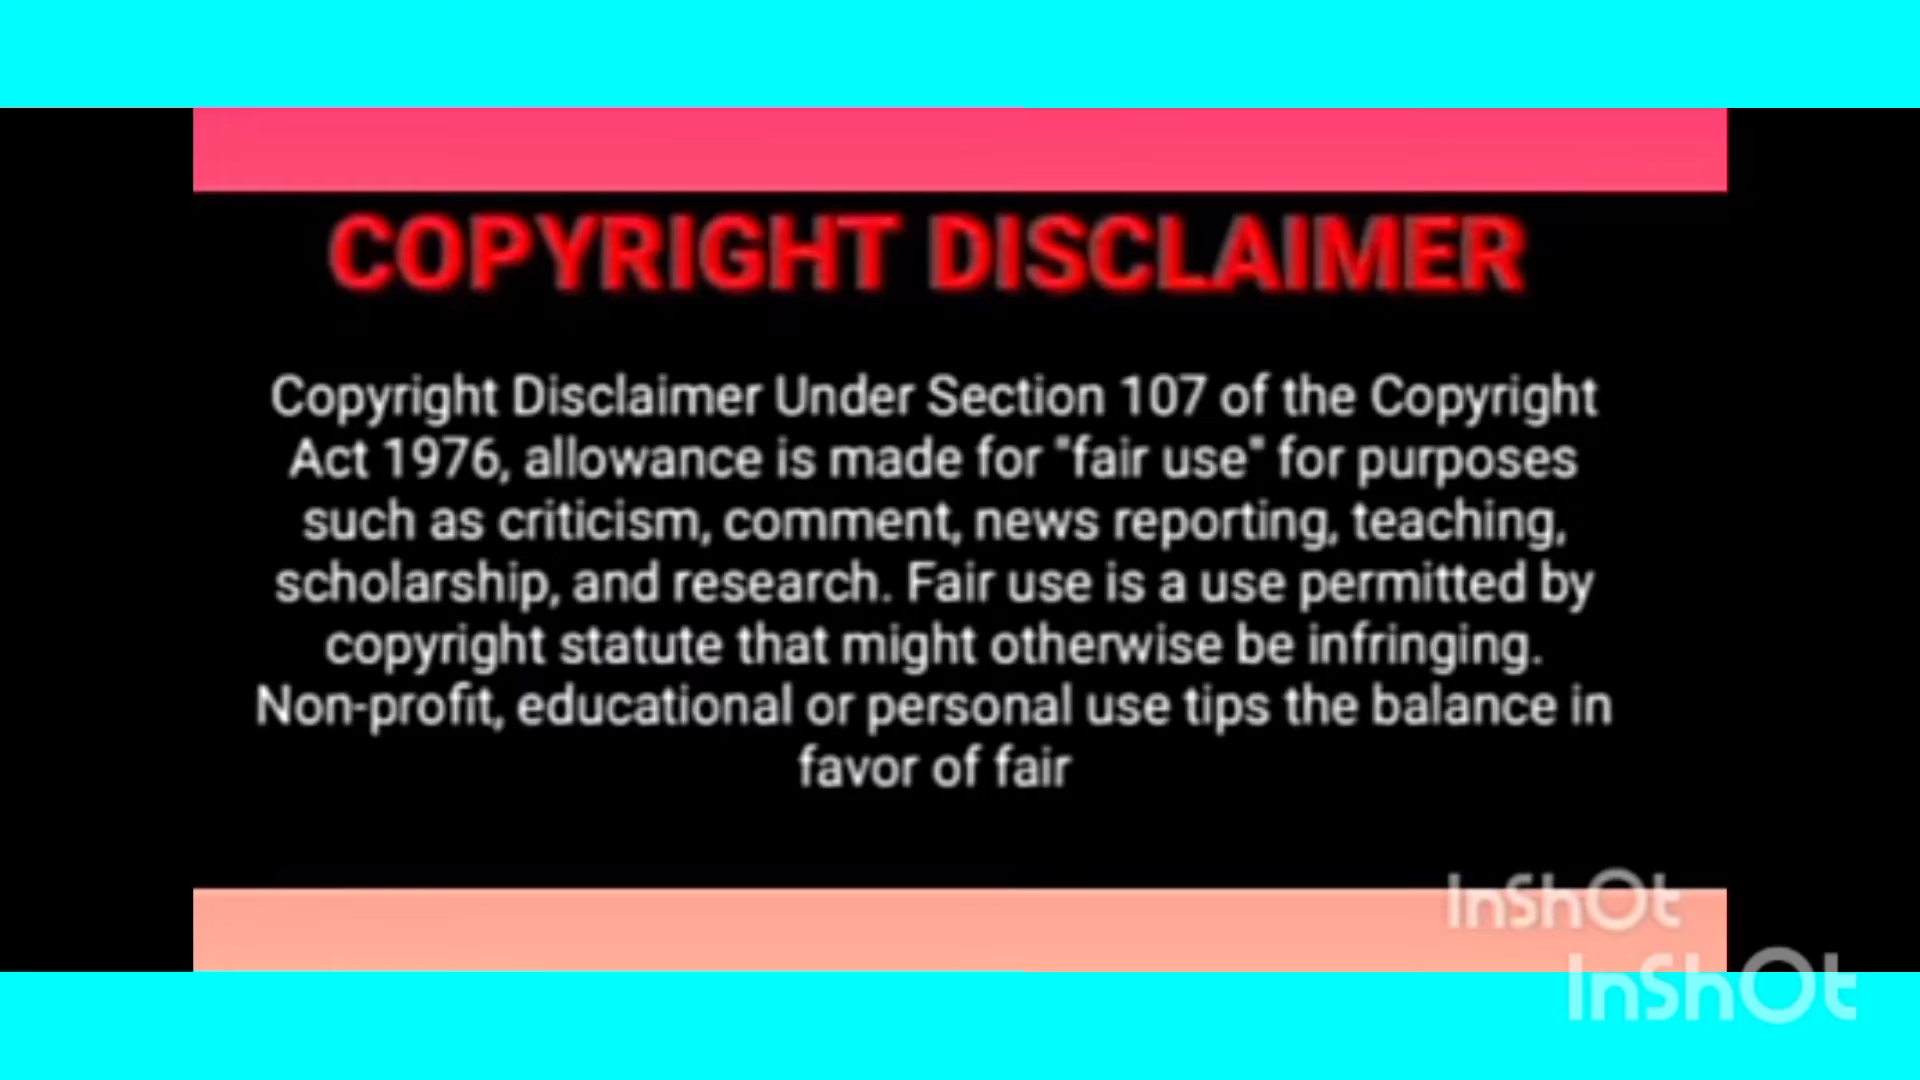 COPYRIGHT DISCLAIMER
Copyright Disclaimer Under Section 107 of the Copyright
Act 1976, allowance is made for "fair use" for purposes
such as criticism, comment, news reporting, teaching,
scholarship, and research. Fair use is a use permitted by
copyright statute that might otherwise be infringing.
Non-profit, educational or personal use tips the balance in
favor of fair
InShOt
InShOt